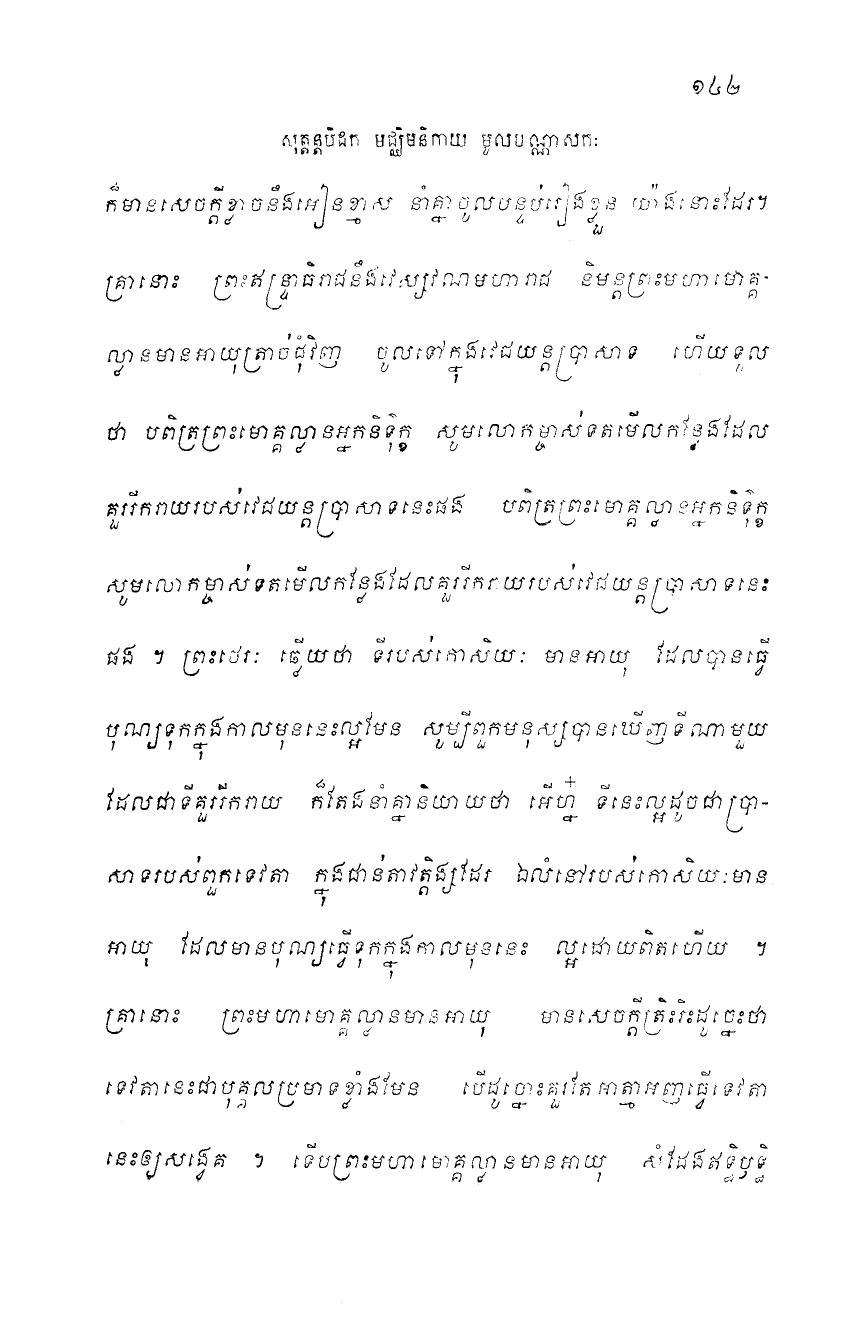 ១៤២
សុត្តន្តបិដក មជ្ឈិមនិកាយ មូលបណ្ណាសកៈ
ក៏មានសេចក្តីខ្លាចនឹងអៀនខ្មាស នាំគ្នាចូលបន្ទប់រៀងខ្លួន យ៉ាងនោះដែរ។
គ្រានោះ ព្រះឥន្ទ្រាធិរាជនឹងវេស្សវណមហារាជ និមន្តព្រះមហាមោគ្គ-
ល្លានមានអាយុត្រាច់ជុំវិញ ចូលទៅក្នុងវេជយន្តប្រាសាទ ហើយទូល
ថា បពិត្រព្រះមោគ្គល្លានអ្នកនិទ៌ុក្ខ សូមលោកម្ចាស់ទតមើលកន្លែងដែល
គួររីករាយរបស់វេជយន្តប្រាសាទនេះផង បពិត្រព្រះមោគ្គល្លានអ្នកនិទ៌ុក្ខ
សូមលោកម្ចាស់ទតមើលកន្លែងដែលគួររីករាយរបស់វេជយន្តប្រាសាទនេះ
ផង ។ ព្រះថេរៈ ឆ្លើយថា ទីរបស់កោសិយៈ មានអាយុ ដែលបានធ្វើ
បុណ្យទុកក្នុងកាលមុននេះល្អមែន សូម្បីពួកមនុស្សបានឃើញទីណាមួយ
ដែលជាទីគួររីករាយ ក៏តែងនាំគ្នានិយាយថា អើហ្ន៎ ទីនេះល្អដូចជាប្រា-
សាទរបស់ពួកទេវតា ក្នុងជាន់តាវត្តិង្សដែរ ឯលំនៅរបស់កោសិយៈមាន
អាយុ ដែលមានបុណ្យធ្វើទុកក្នុងកាលមុននេះ ល្អដោយពិតហើយ ។
គ្រានោះ ព្រះមហាមោគ្គល្លានមានអាយុ មានសេចក្តីត្រិះរិះដូច្នេះថា
ទេវតានេះជាបុគ្គលប្រមាទខ្លាំងមែន បើដូច្នោះគួរតែអាត្មាអញធ្វើទេវតា
នេះឲ្យសង្វេគ ។ ទើបព្រះមហាមោគ្គល្លានមានអាយុ សំដែងឥទ្ធិឫទ្ធិ